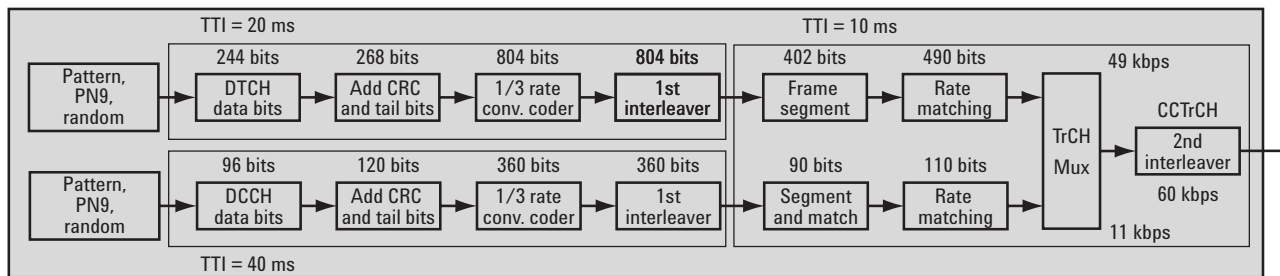 TTI = 20 ms
TTI = 10 ms
244 bits
268 bits
804 bits
804 bits
402 bits
490 bits
49 kbps
Pattern,
PN9,
random
DTCH
data bits
Add CRC
and tail bits
1/3 rate
conv. coder
1st
interleaver
Frame
segment
Rate
matching
TrCH
Mux
CCTrCH
2nd
interleaver
60 kbps
96 bits
120 bits
360 bits
360 bits
90 bits
110 bits
Pattern,
PN9,
random
DCCH
data bits
Add CRC
and tail bits
1/3 rate
conv. coder
1st
interleaver
Segment
and match
Rate
matching
11 kbps
TTI = 40 ms